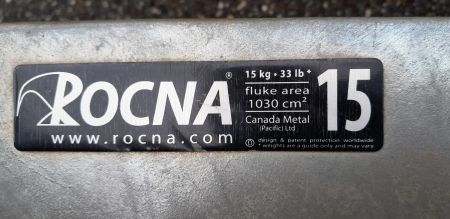 ROCNA®
www.rocna.com
15 kg • 33 lb *
fluke area
1030 cm²
Canada Metal
(Pacific) Ltd
15
design & patent protection worldwide
* weights are a guide only and may vary